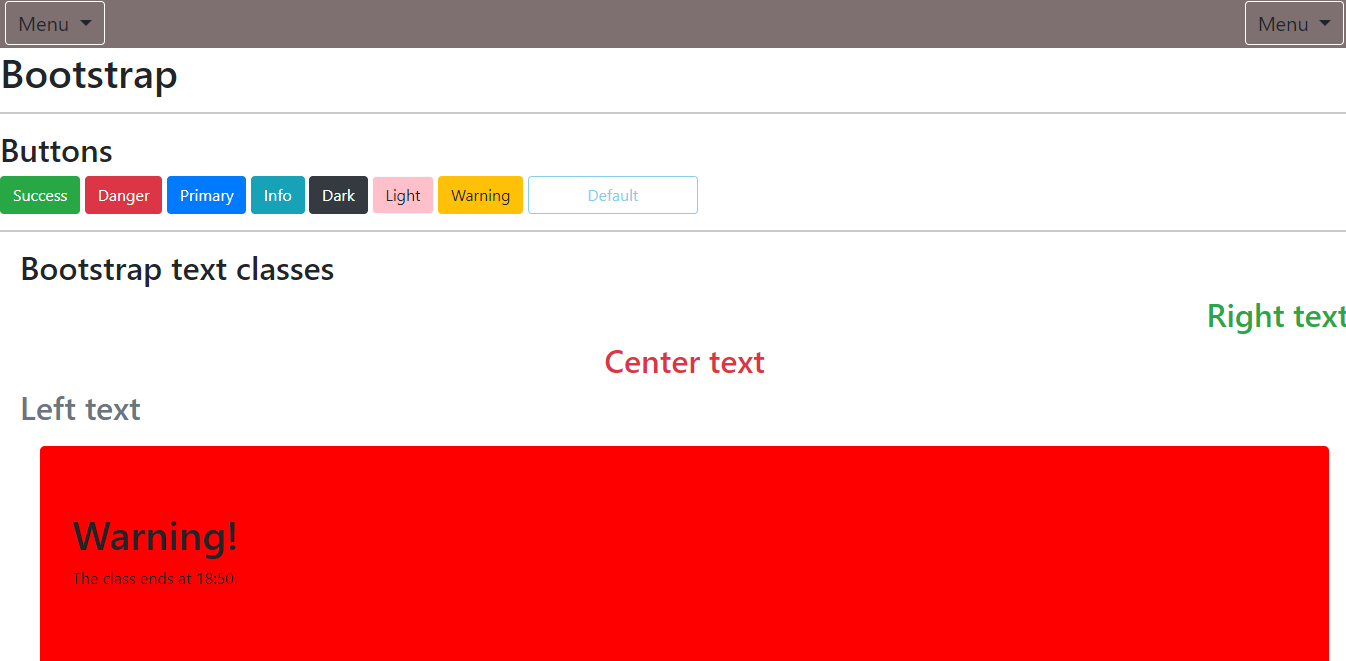 Menu Menu
Bootstrap
Buttons
Success Danger Primary Info Dark Light Warning Default
Bootstrap text classes
Right text
Center text
Left text
Warning!
The class ends at 18:50.